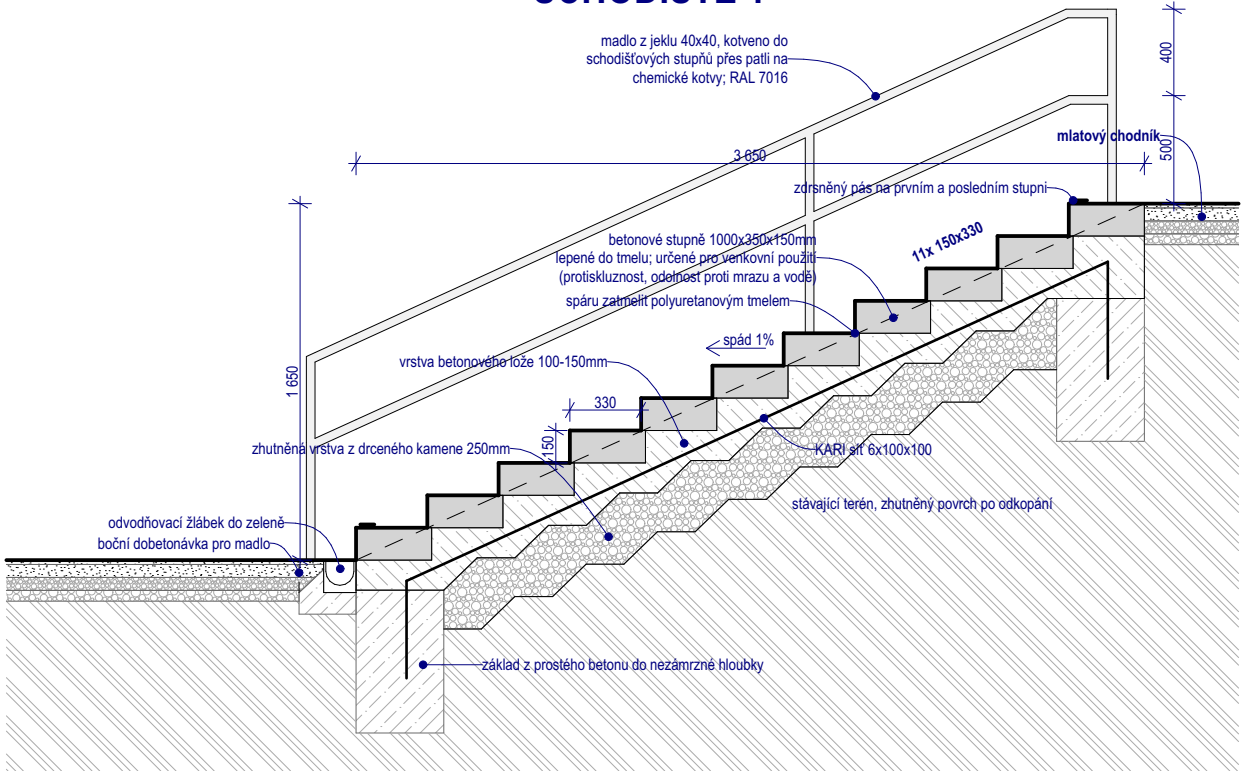 madlo z jeklu 40x40, kotveno do
schodišťových stupňů přes patli na
chemické kotvy; RAL 7016
400
mlatový chodník
500
3 650
zdrsněný pás na prvním a posledním stupni
betonové stupně 1000x350x150mm
lepené do tmelu; určené pro venkovní použití
(protiskluznost, odolnost proti mrazu a vodě)
11x 150x330
spáru zatmelit polyuretanovým tmelem
spád 1%
vrstva betonového lože 100-150mm
1 650
330
150
zhutněná vrstva z drceného kamene 250mm
KARI síť 6x100x100
stávající terén, zhutněný povrch po odkopání
odvodňovací žlábek do zeleně
boční dobetonávka pro madlo
základ z prostého betonu do nezámrzné hloubky